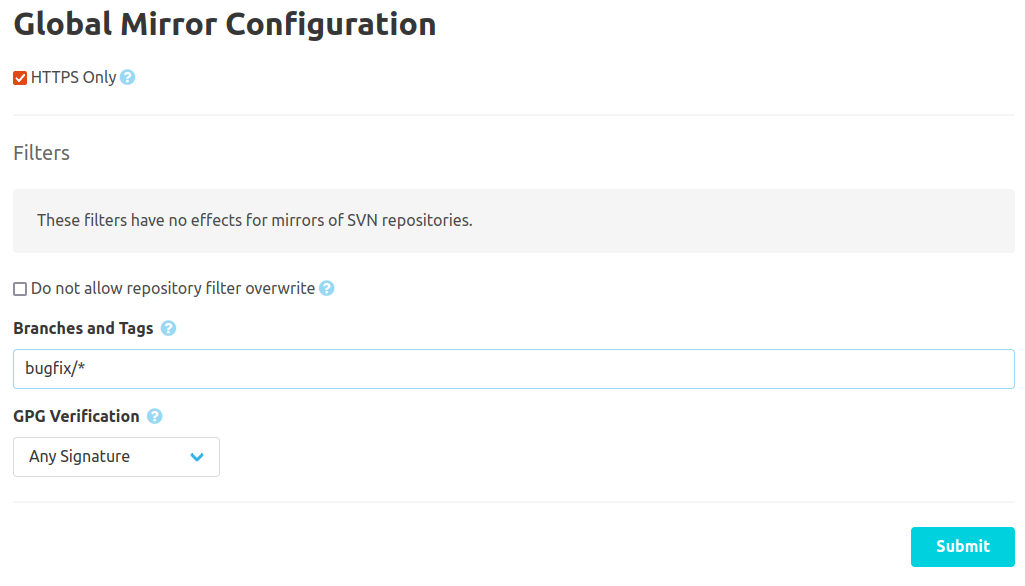 Global Mirror Configuration
HTTPS Only ?
Filters
These filters have no effects for mirrors of SVN repositories.
Do not allow repository filter overwrite ?
Branches and Tags ?
bugfix/*
GPG Verification ?
Any Signature
Submit